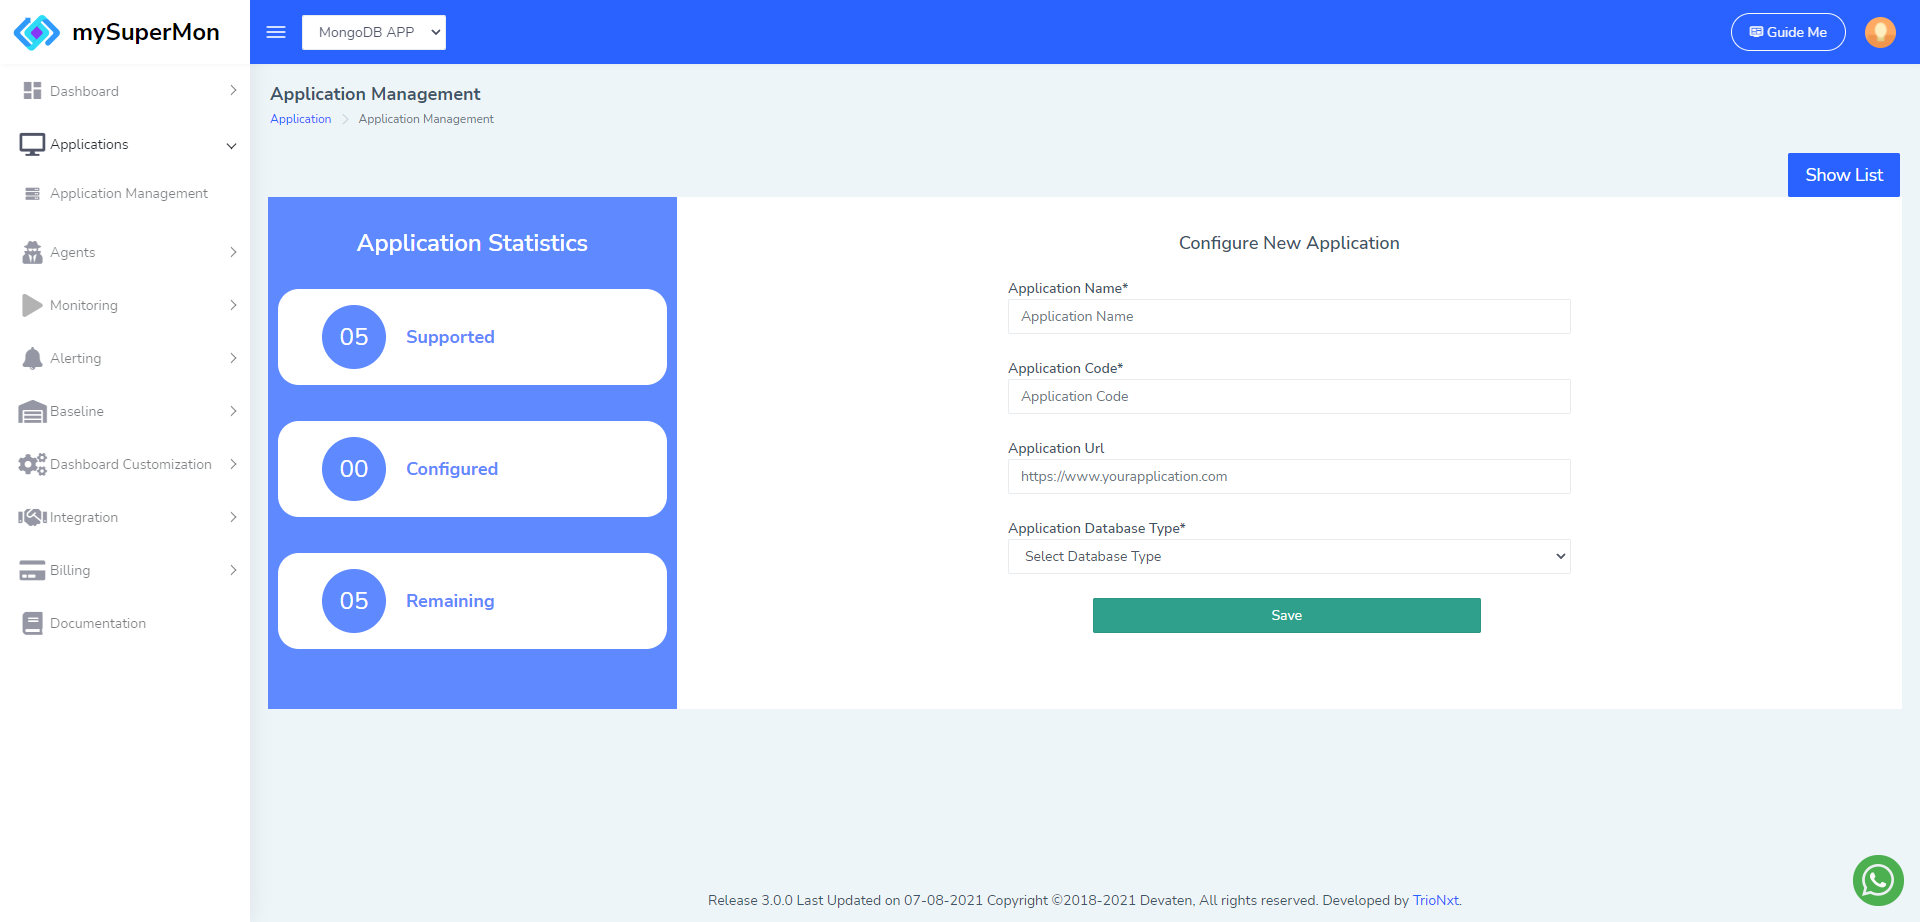 mySuperMon
MongoDB APP
Guide Me
Dashboard
Applications
Application Management
Agents
Monitoring
Alerting
Baseline
Dashboard Customization
Integration
Billing
Documentation
Application Management
Application
Application Management
Show List
Application Statistics
05
Supported
00
Configured
05
Remaining
Configure New Application
Application Name*
Application Name
Application Code*
Application Code
Application Url
https://www.yourapplication.com
Application Database Type*
Select Database Type
Save
Release 3.0.0 Last Updated on 07-08-2021 Copyright ©2018-2021 Devaten, All rights reserved. Developed by TrioNxt.